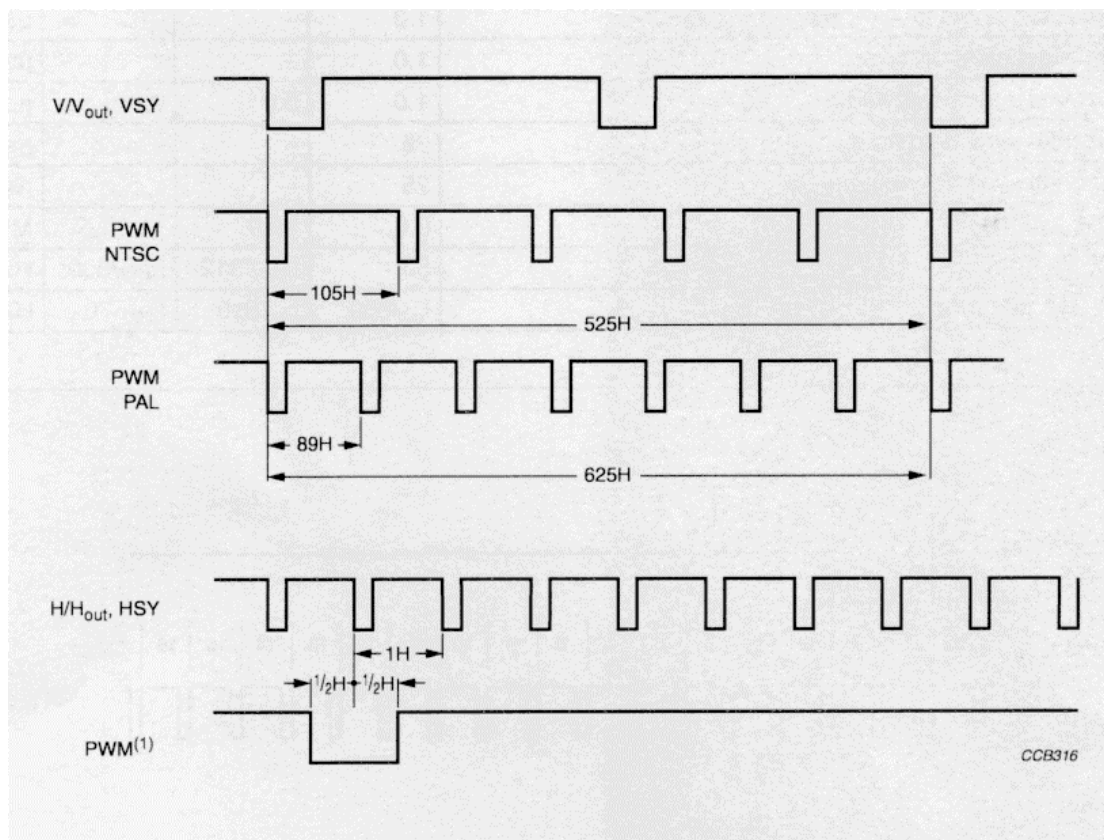 V/Vout, VSY
PWM
NTSC
105H
525H
PWM
PAL
89H
625H
H/Hout, HSY
1H
1/2H 1/2H
PWM(1)
CCB316